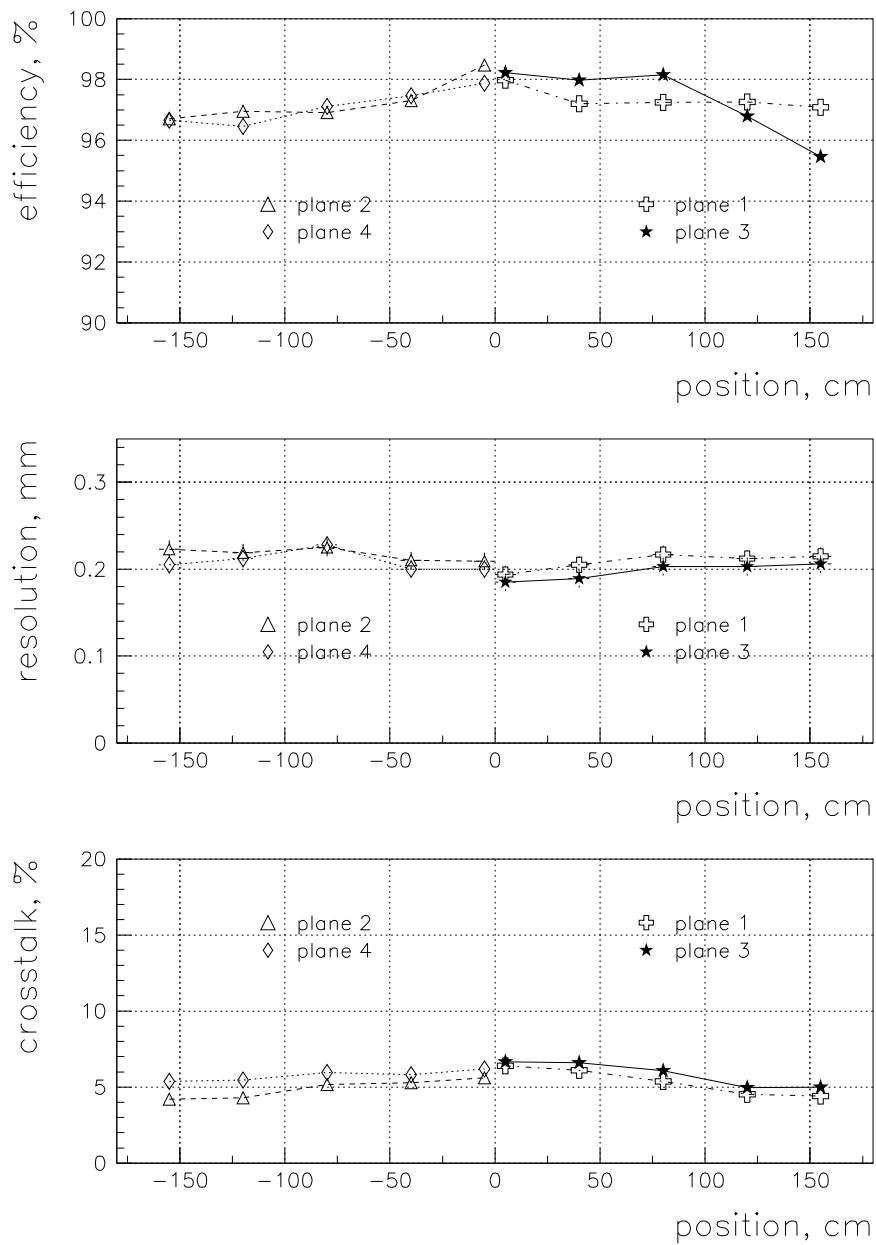 efficiency, %
100
98
96
94
92
90
plane 2
plane 4
plane 1
plane 3
−150 −100 −50 0 50 100 150
position, cm
resolution, mm
0.3
0.2
0.1
0
plane 2
plane 4
plane 1
plane 3
−150 −100 −50 0 50 100 150
position, cm
crosstalk, %
20
15
10
5
0
plane 2
plane 4
plane 1
plane 3
−150 −100 −50 0 50 100 150
position, cm